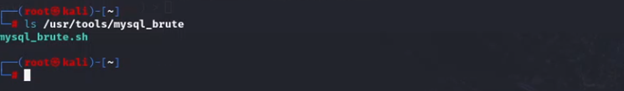 ┌──(root㉿kali)-[~]
└─# ls /usr/tools/mysql_brute
mysql_brute.sh
┌──(root㉿kali)-[~]
└─#